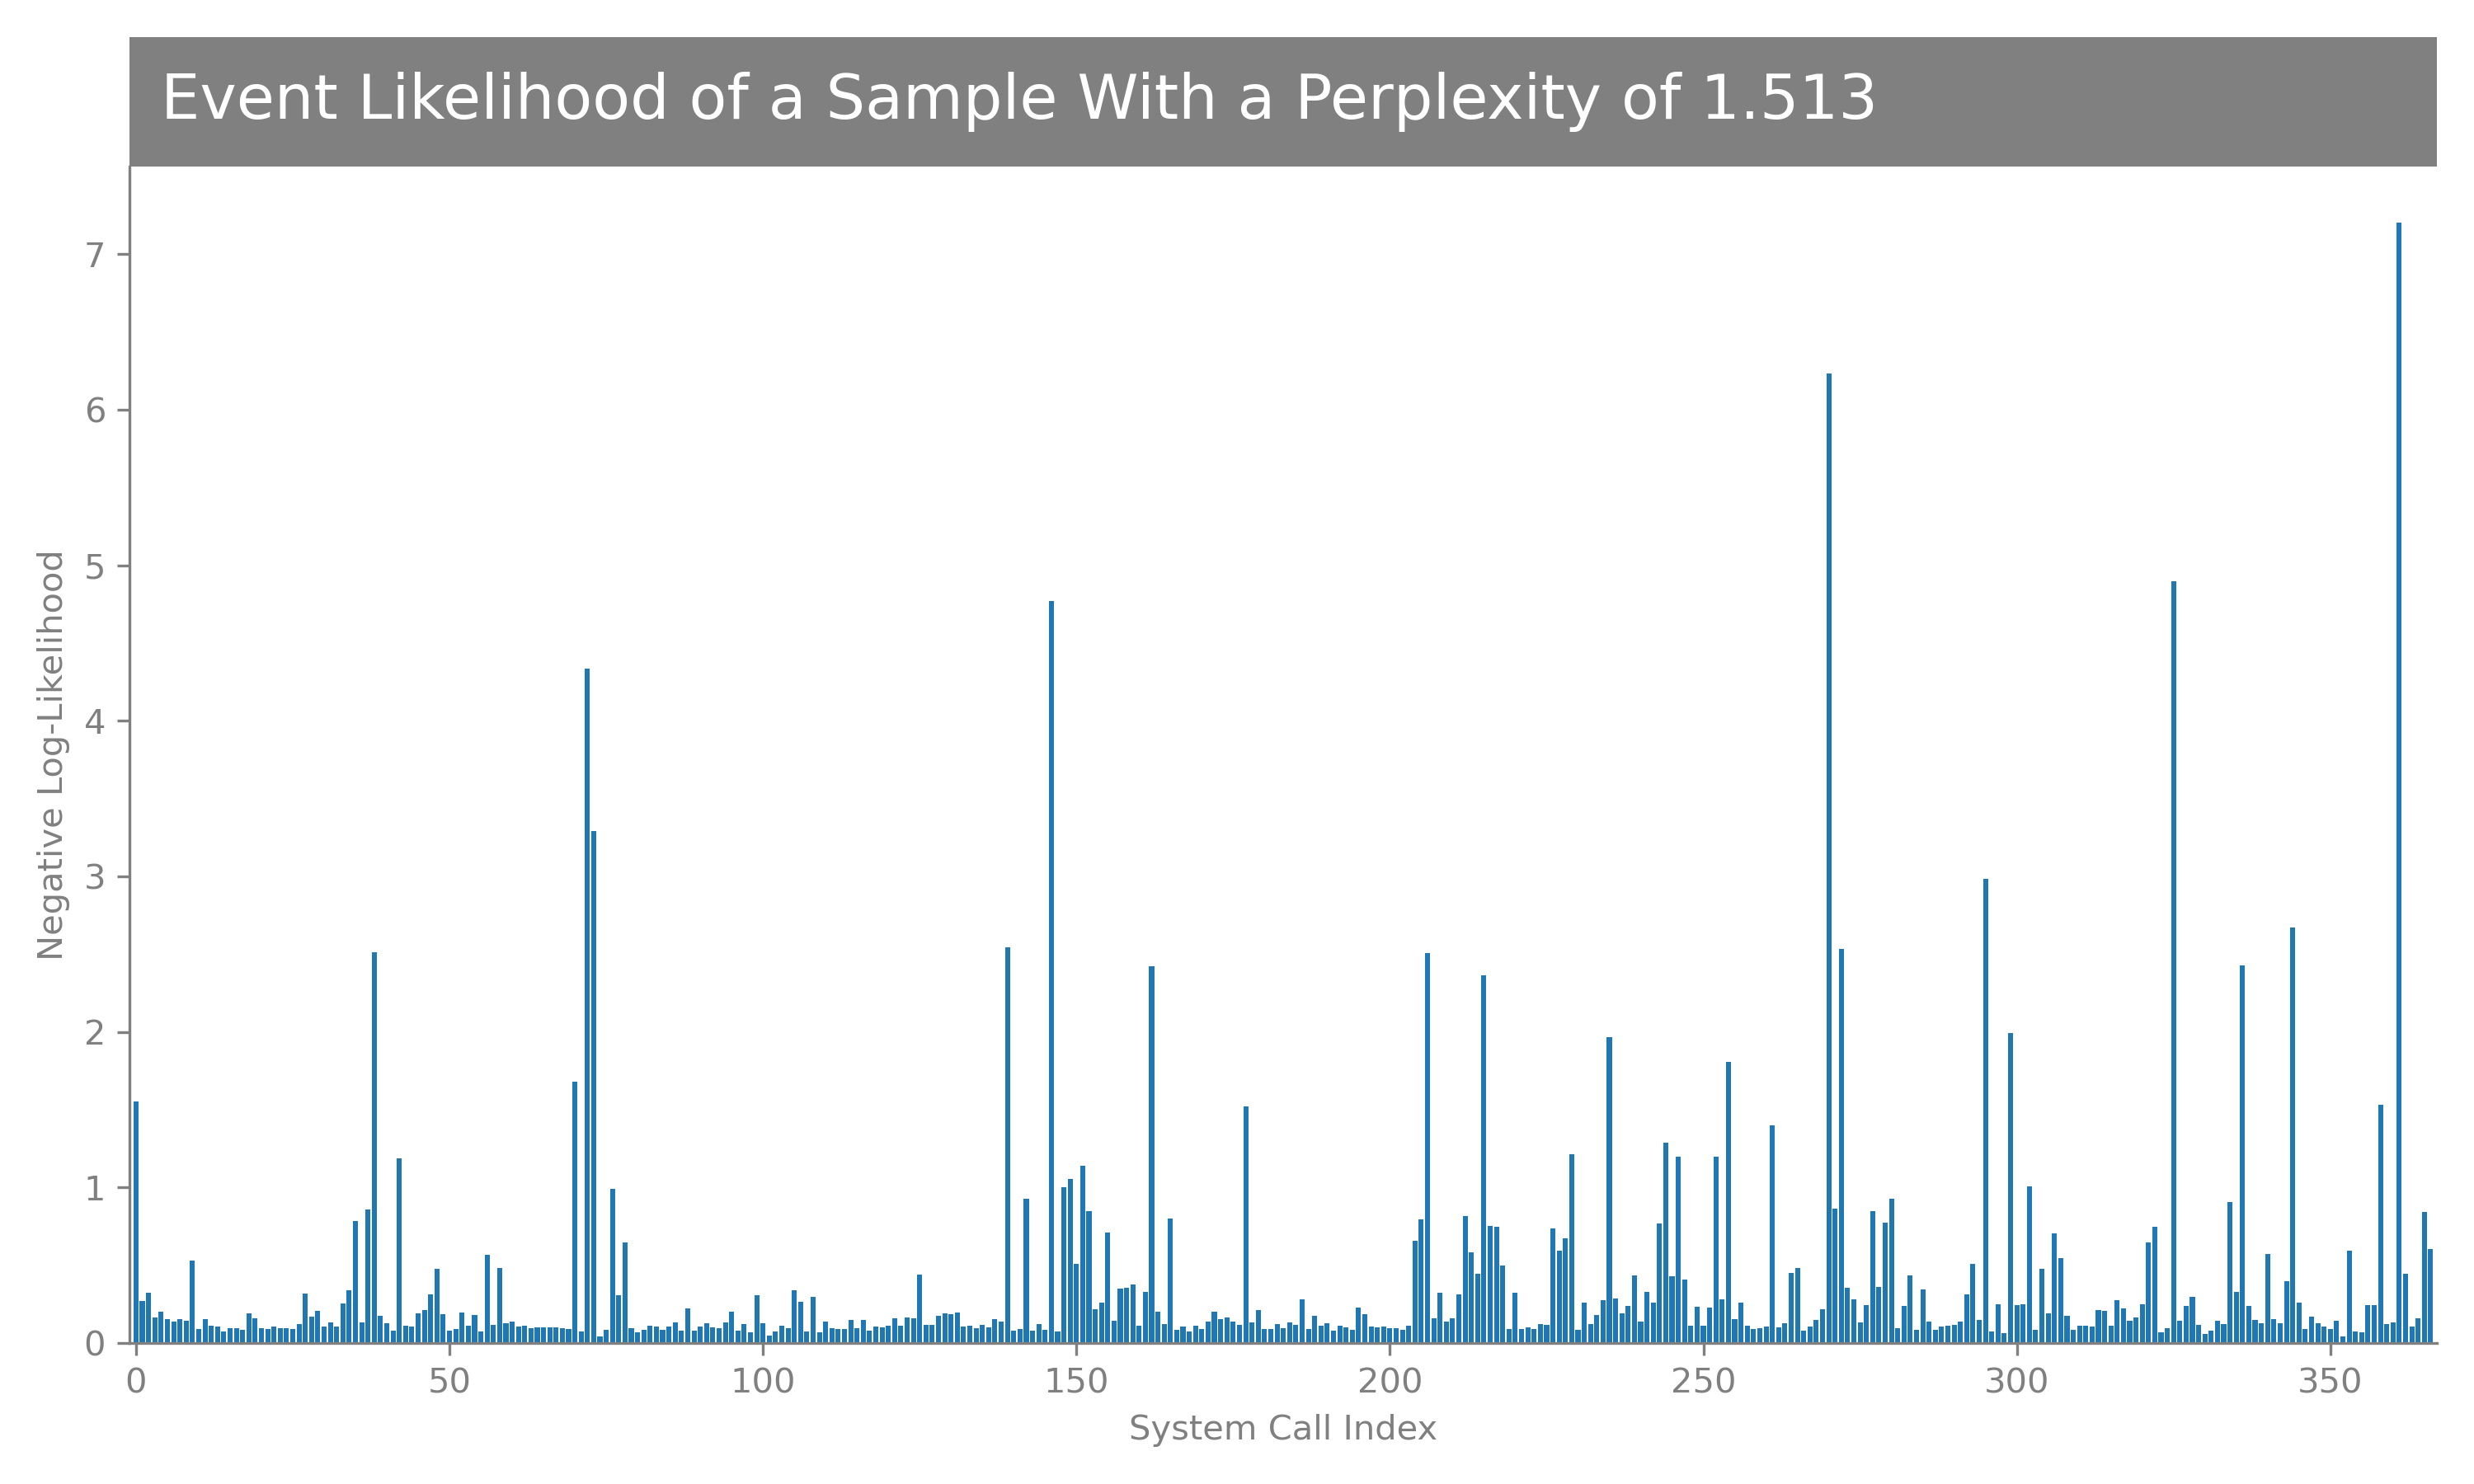 Event Likelihood of a Sample With a Perplexity of 1.513
Negative Log-Likelihood
7
6
5
4
3
2
1
0
0 50 100 150 200 250 300 350
System Call Index